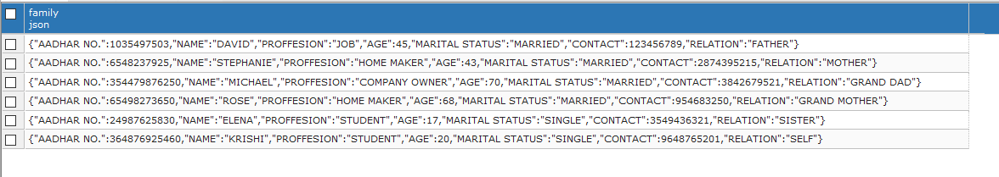 family
json
{"AADHAR NO.":1035497503,"NAME":"DAVID","PROFFESION":"JOB","AGE":45,"MARITAL STATUS":"MARRIED","CONTACT":123456789,"RELATION":"FATHER"}
{"AADHAR NO.":6548237925,"NAME":"STEPHANIE","PROFFESION":"HOME MAKER","AGE":43,"MARITAL STATUS":"MARRIED","CONTACT":2874395215,"RELATION":"MOTHER"}
{"AADHAR NO.":354479876250,"NAME":"MICHAEL","PROFFESION":"COMPANY OWNER","AGE":70,"MARITAL STATUS":"MARRIED","CONTACT":3842679521,"RELATION":"GRAND DAD"}
{"AADHAR NO.":65498273650,"NAME":"ROSE","PROFFESION":"HOME MAKER","AGE":68,"MARITAL STATUS":"MARRIED","CONTACT":954683250,"RELATION":"GRAND MOTHER"}
{"AADHAR NO.":24987625830,"NAME":"ELENA","PROFFESION":"STUDENT","AGE":17,"MARITAL STATUS":"SINGLE","CONTACT":3549436321,"RELATION":"SISTER"}
{"AADHAR NO.":364876925460,"NAME":"KRISHI","PROFFESION":"STUDENT","AGE":20,"MARITAL STATUS":"SINGLE","CONTACT":9648765201,"RELATION":"SELF"}